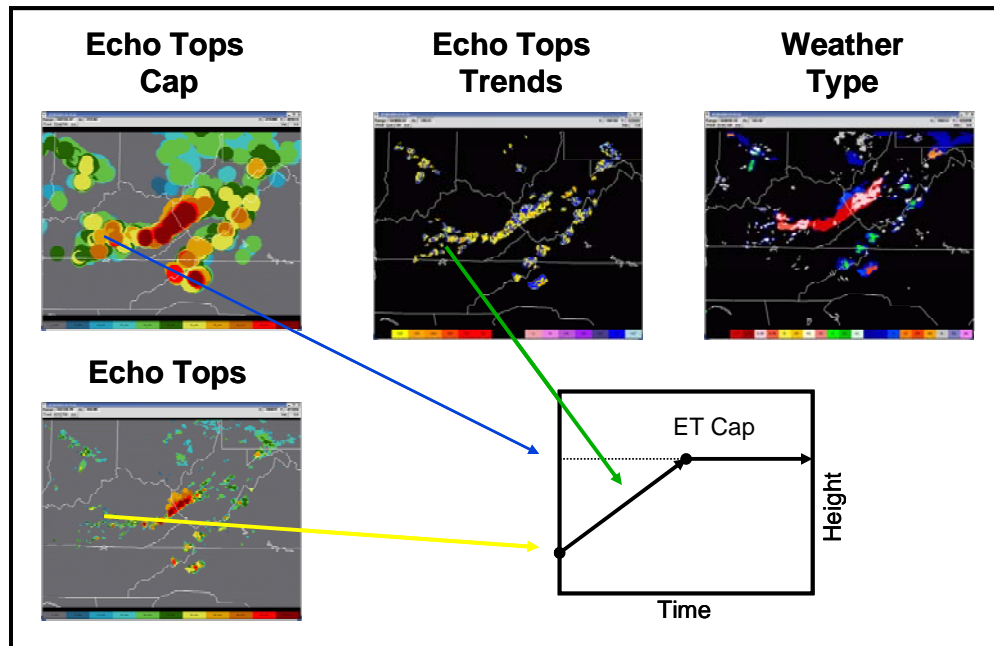 Echo Tops
Cap
Echo Tops
Trends
Weather
Type
Echo Tops
ET Cap
Height
Time